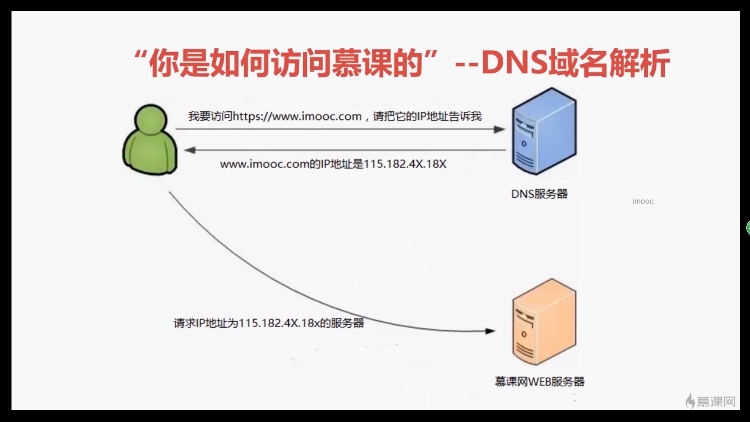 “你是如何访问慕课的”--DNS域名解析
我要访问https://www.imooc.com，请把它的IP地址告诉我
www.imooc.com的IP地址是115.182.4X.18X
DNS服务器
imooc
请求IP地址为115.182.4X.18x的服务器
慕课网WEB服务器
慕课网